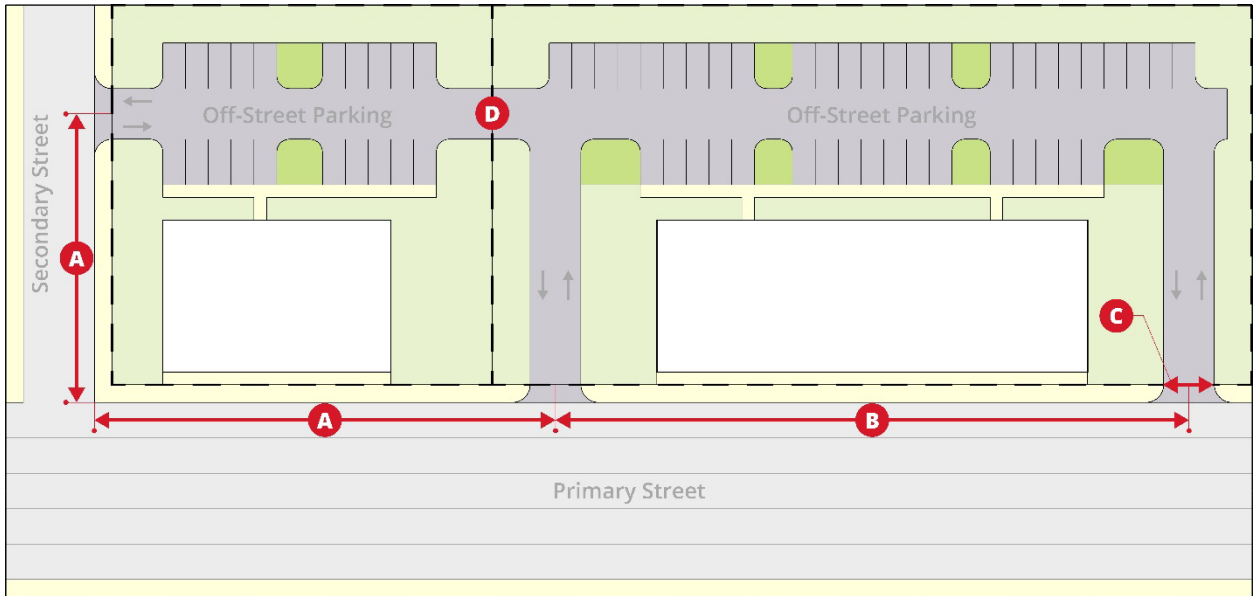 Off-Street Parking
D
Off-Street Parking
Secondary Street
A
C
A
B
Primary Street